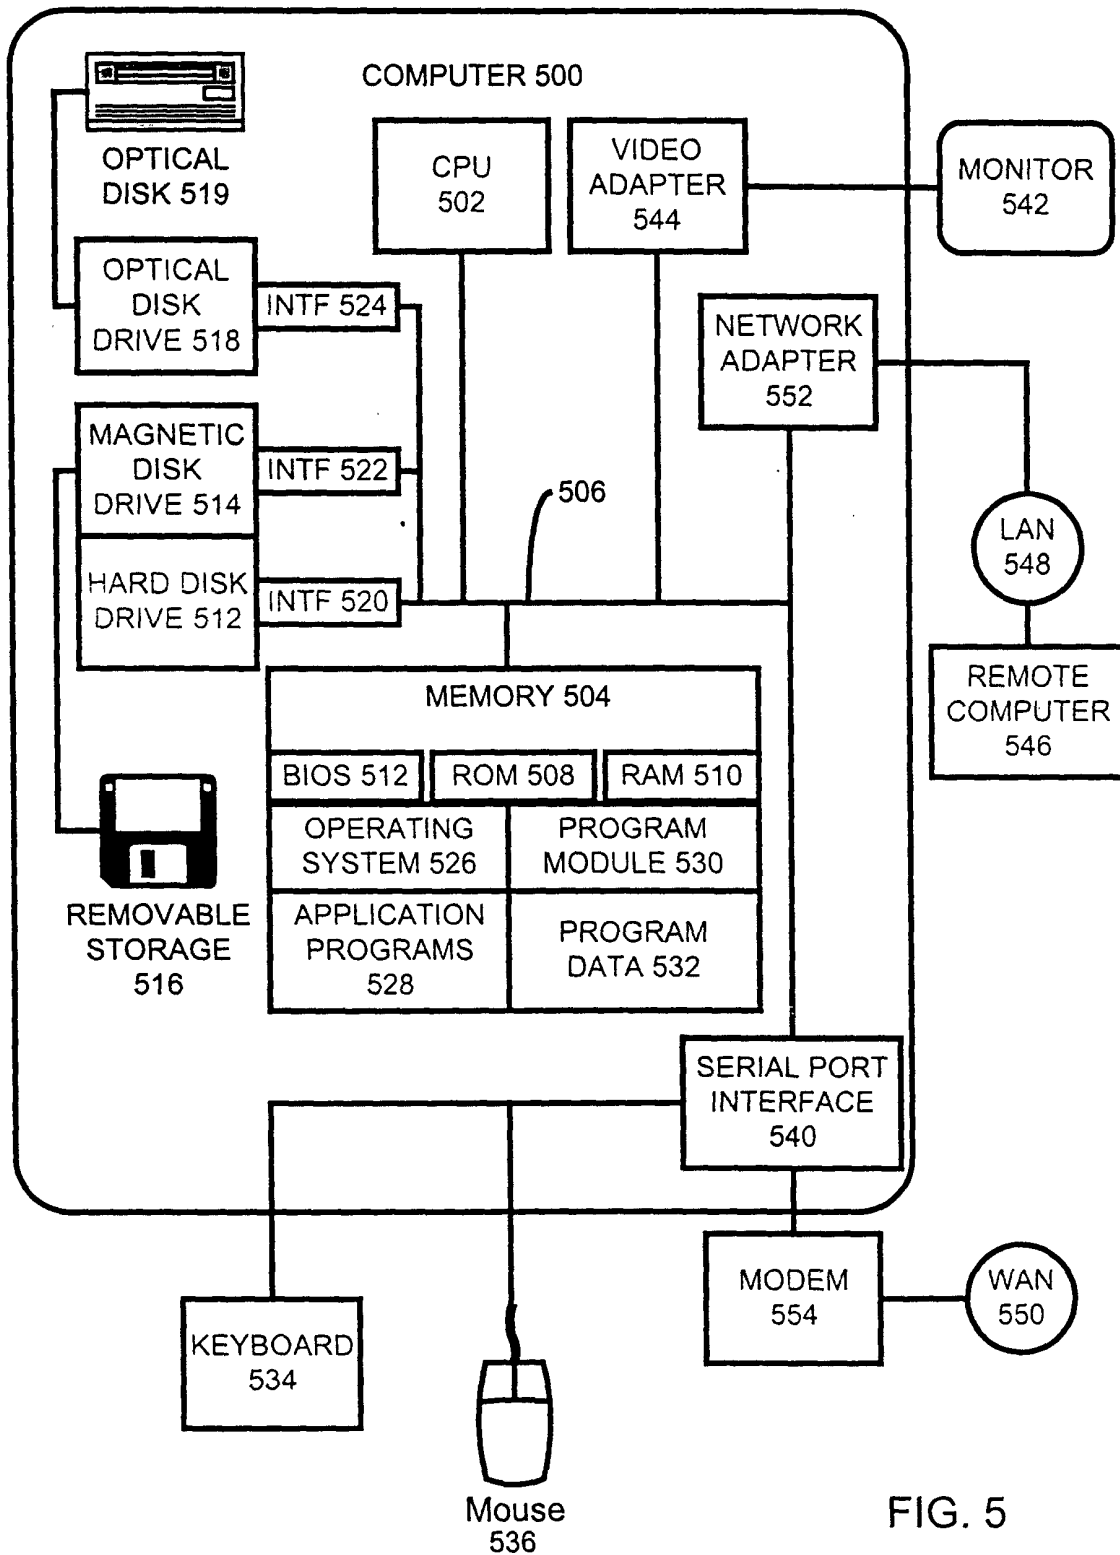 COMPUTER 500
OPTICAL
DISK 519
CPU
502
VIDEO
ADAPTER
544
MONITOR
542
OPTICAL
DISK
DRIVE 518
INTF 524
NETWORK
ADAPTER
552
MAGNETIC
DISK
DRIVE 514
INTF 522
506
LAN
548
HARD DISK
DRIVE 512
INTF 520
REMOTE
COMPUTER
546
MEMORY 504
BIOS 512
ROM 508
RAM 510
OPERATING
SYSTEM 526
PROGRAM
MODULE 530
REMOVABLE
STORAGE
516
APPLICATION
PROGRAMS
528
PROGRAM
DATA 532
SERIAL PORT
INTERFACE
540
MODEM
554
WAN
550
KEYBOARD
534
Mouse
536
FIG. 5